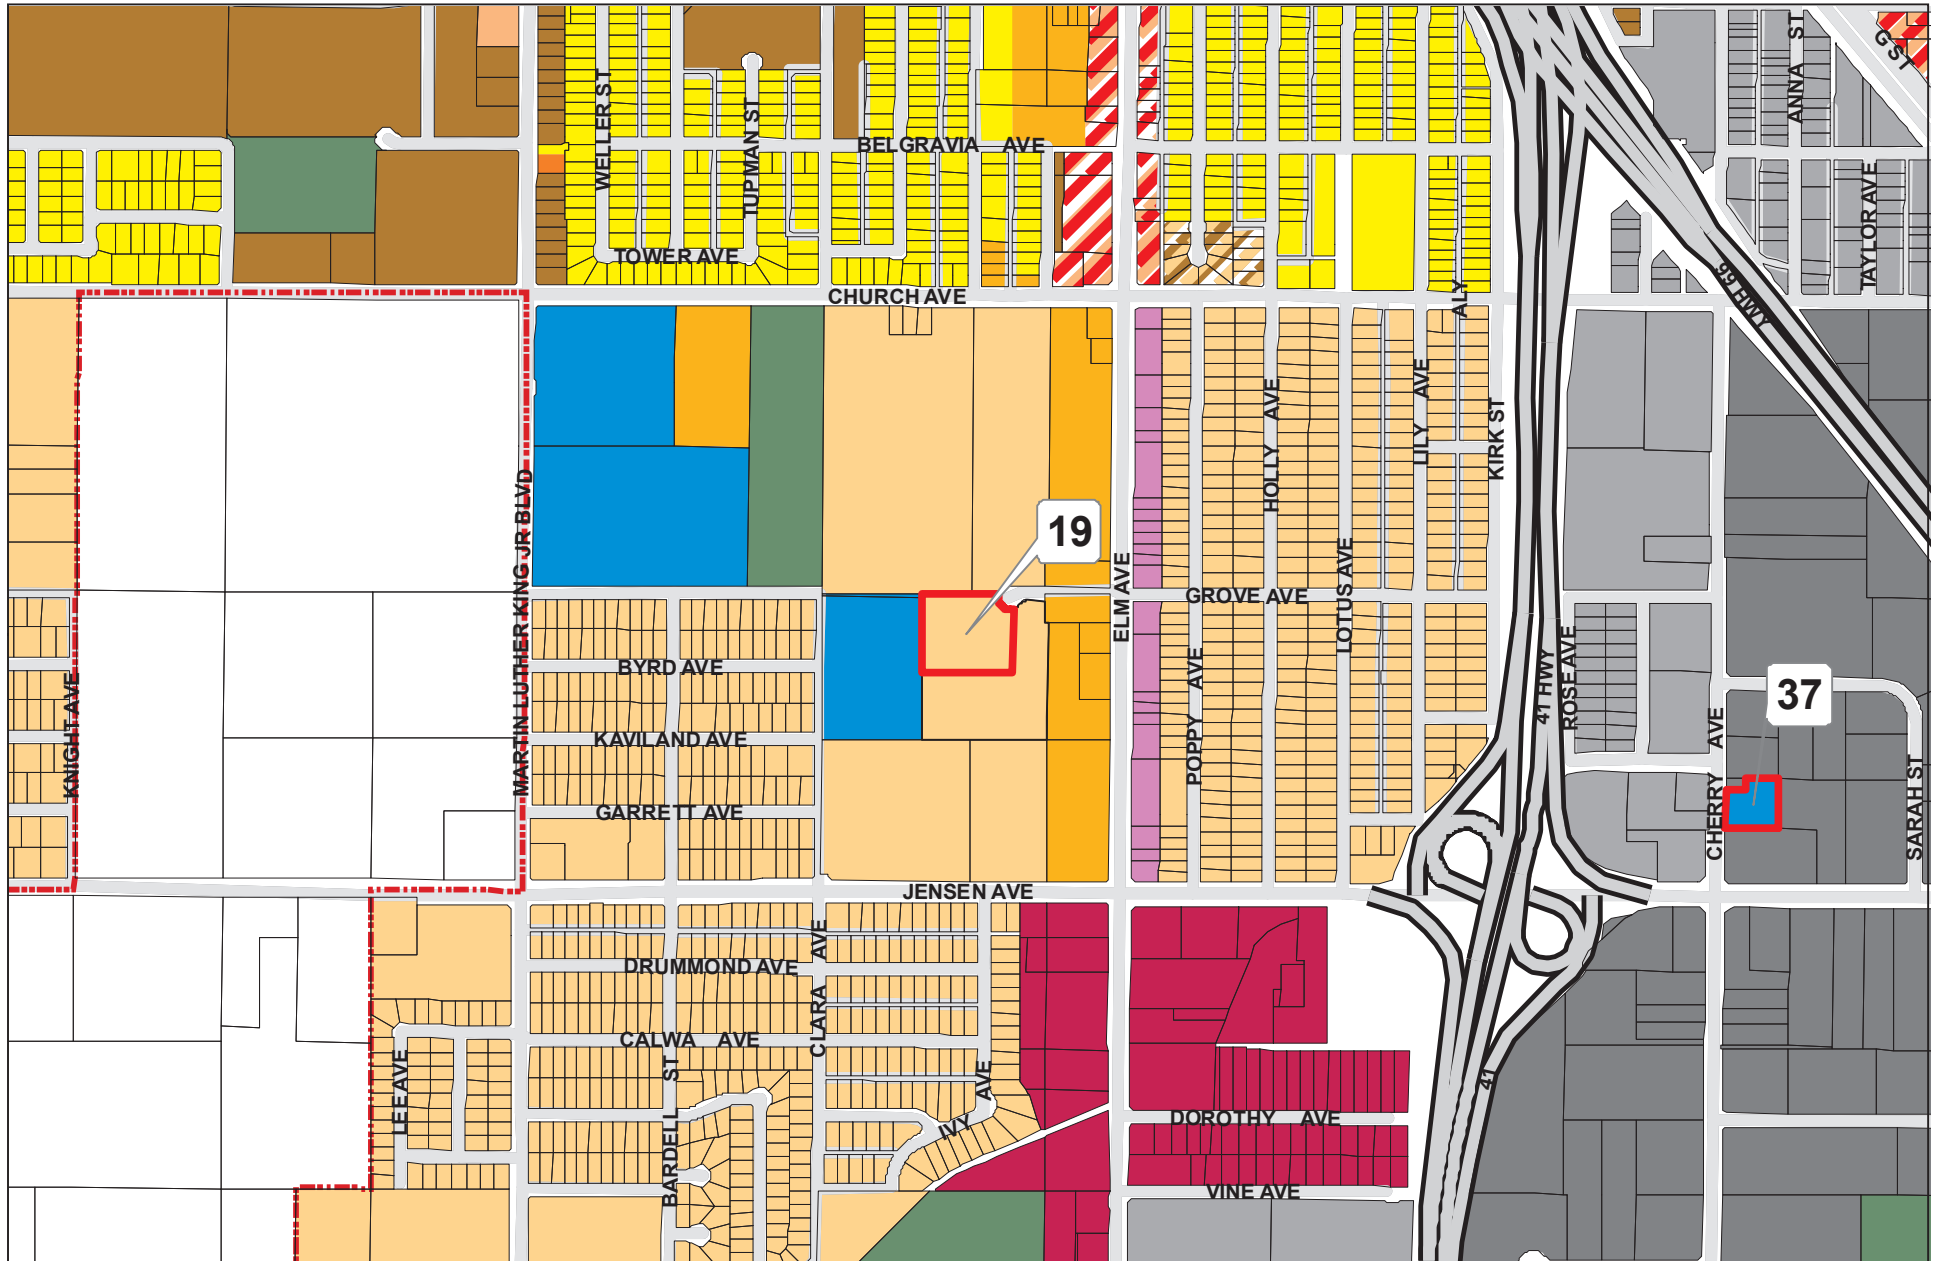 G ST
ANNA ST
WELLER ST
TUPMAN ST
BELGRAVIA AVE
TAYLOR AVE
TOWER AVE
CHURCH AVE
ALY
99 HWY
LILY AVE
HOLLY AVE
KIRK ST
MARTIN LUTHER KING JR BLVD
19
ELM AVE
GROVE AVE
LOTUS AVE
BYRD AVE
POPPY AVE
41 HWY
ROSE AVE
37
KNIGHT AVE
KAVILAND AVE
CHERRY AVE
SARAH ST
GARRETT AVE
JENSEN AVE
DRUMMOND AVE
CLARA AVE
CALWA AVE
LEE AVE
BARDELL ST
IVY AVE
41
DOROTHY AVE
VINE AVE